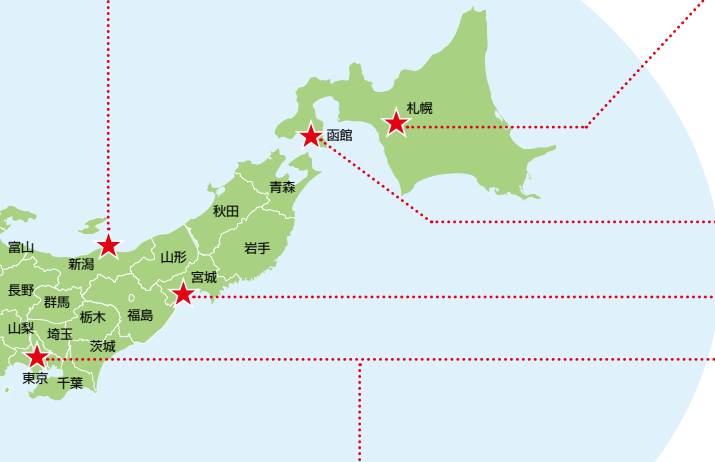 札幌
函館
青森
秋田
岩手
富山
新潟
山形
宮城
長野
群馬
栃木
福島
山梨
埼玉
茨城
東京
千葉